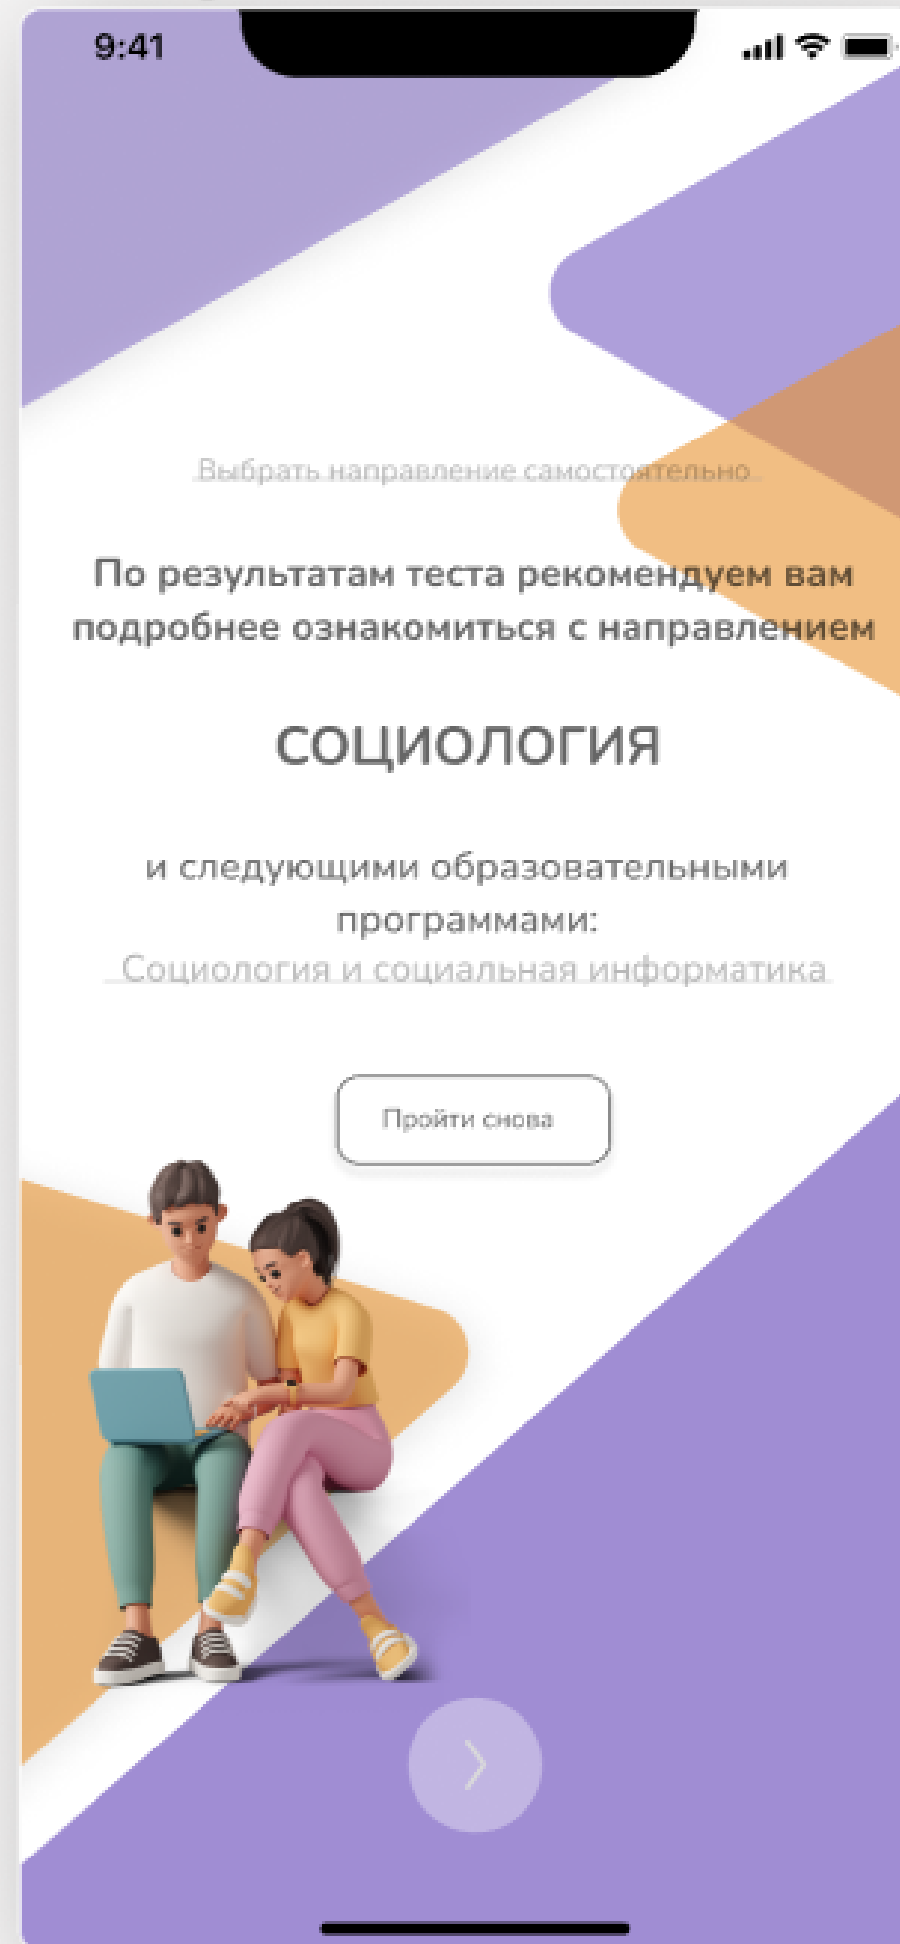 9:41
Выбрать направление самостоятельно
По результатам теста рекомендуем вам
подробнее ознакомиться с направлением
СОЦИОЛОГИЯ
и следующими образовательными
программами:
Социология и социальная информатика
Пройти снова